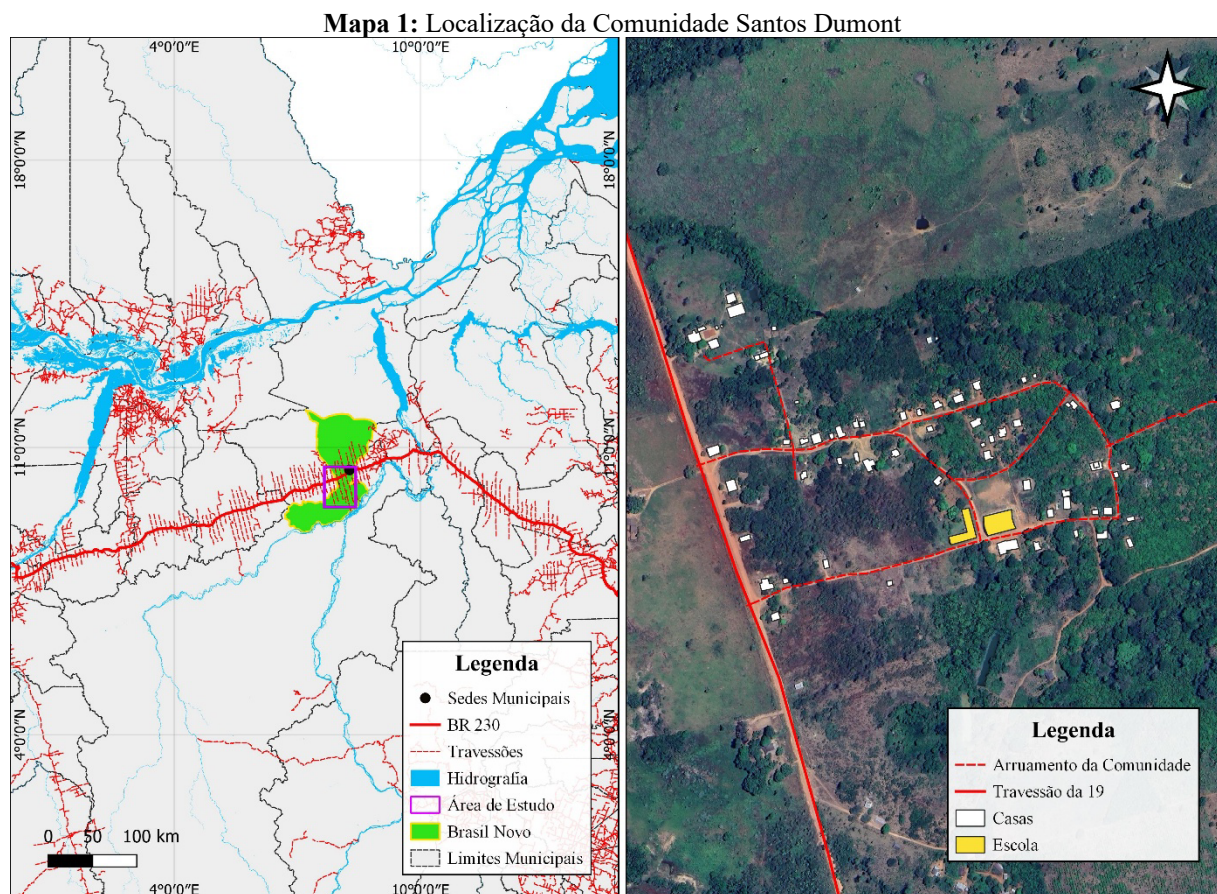 Mapa 1: Localização da Comunidade Santos Dumont
4°0'0"E
10°0'0"E
18°0'0"N
18°0'0"N
11°0'0"N
11°0'0"N
4°0'0"N
4°0'0"N
Legenda
Sedes Municipais
BR 230
Travessões
Hidrografia
Área de Estudo
Brasil Novo
Limites Municipais
0 50 100 km
4°0'0"E
10°0'0"E
Legenda
Arruamento da Comunidade
Travessão da 19
Casas
Escola